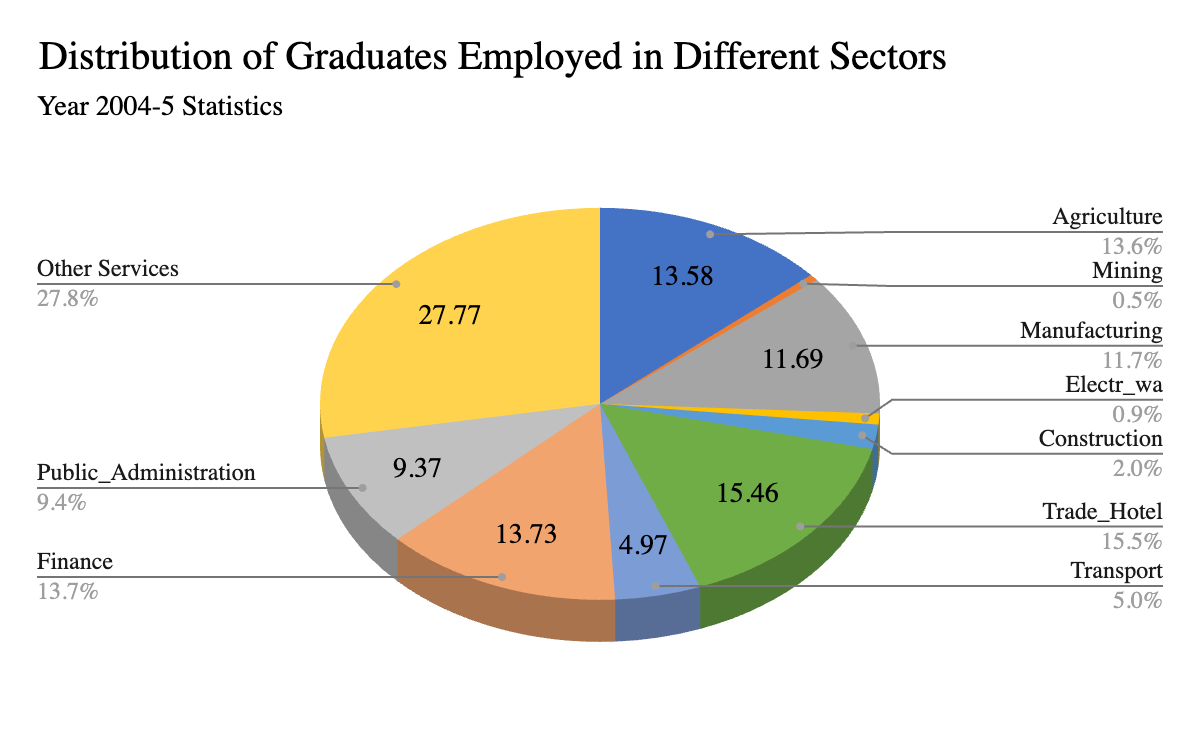 Distribution of Graduates Employed in Different Sectors
Year 2004-5 Statistics
Agriculture
13.6%
Mining
0.5%
Manufacturing
11.7%
Electr_wa
0.9%
Construction
2.0%
Trade_Hotel
15.5%
Transport
5.0%
Other Services
27.8%
Public_Administration
9.4%
Finance
13.7%
13.58
11.69
15.46
4.97
13.73
9.37
27.77